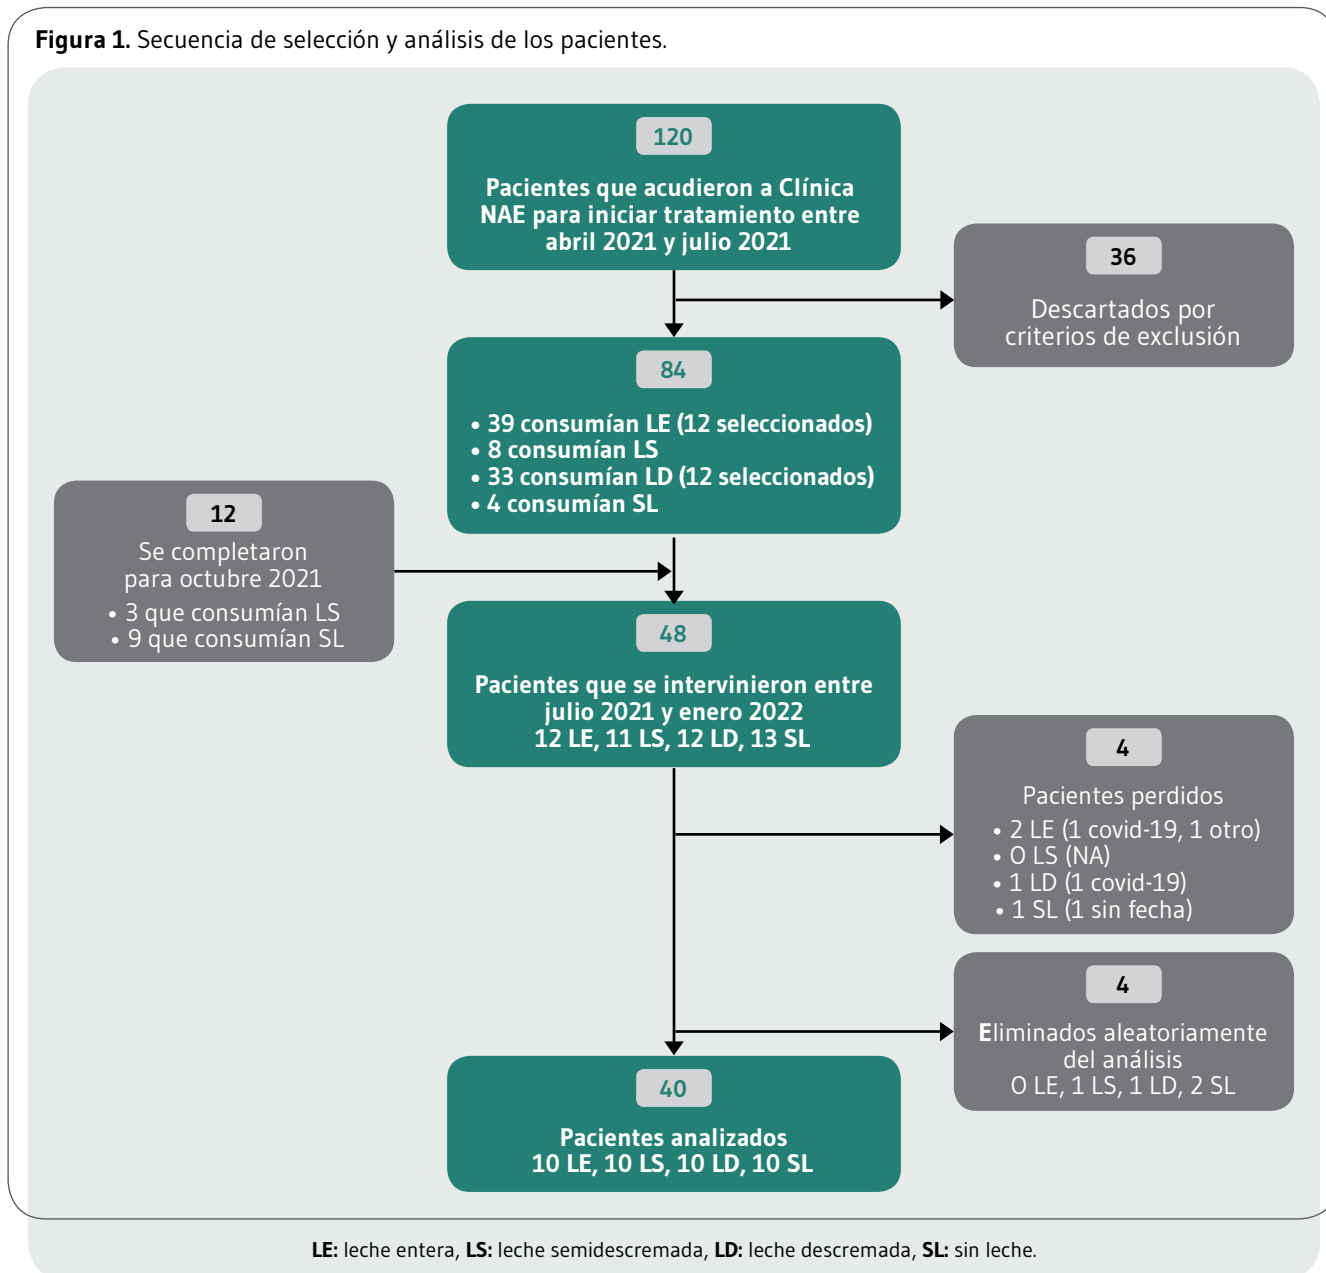 Figura 1. Secuencia de selección y análisis de los pacientes.
120
Pacientes que acudieron a Clínica
NAE para iniciar tratamiento entre
abril 2021 y julio 2021
36
Descartados por
criterios de exclusión
84
• 39 consumían LE (12 seleccionados)
• 8 consumían LS
• 33 consumían LD (12 seleccionados)
• 4 consumían SL
12
Se completaron
para octubre 2021
• 3 que consumían LS
• 9 que consumían SL
48
Pacientes que se intervinieron entre
julio 2021 y enero 2022
12 LE, 11 LS, 12 LD, 13 SL
4
Pacientes perdidos
• 2 LE (1 covid-19, 1 otro)
• 0 LS (NA)
• 1 LD (1 covid-19)
• 1 SL (1 sin fecha)
4
Eliminados aleatoriamente
del análisis
0 LE, 1 LS, 1 LD, 2 SL
40
Pacientes analizados
10 LE, 10 LS, 10 LD, 10 SL
LE: leche entera, LS: leche semidescremada, LD: leche descremada, SL: sin leche.